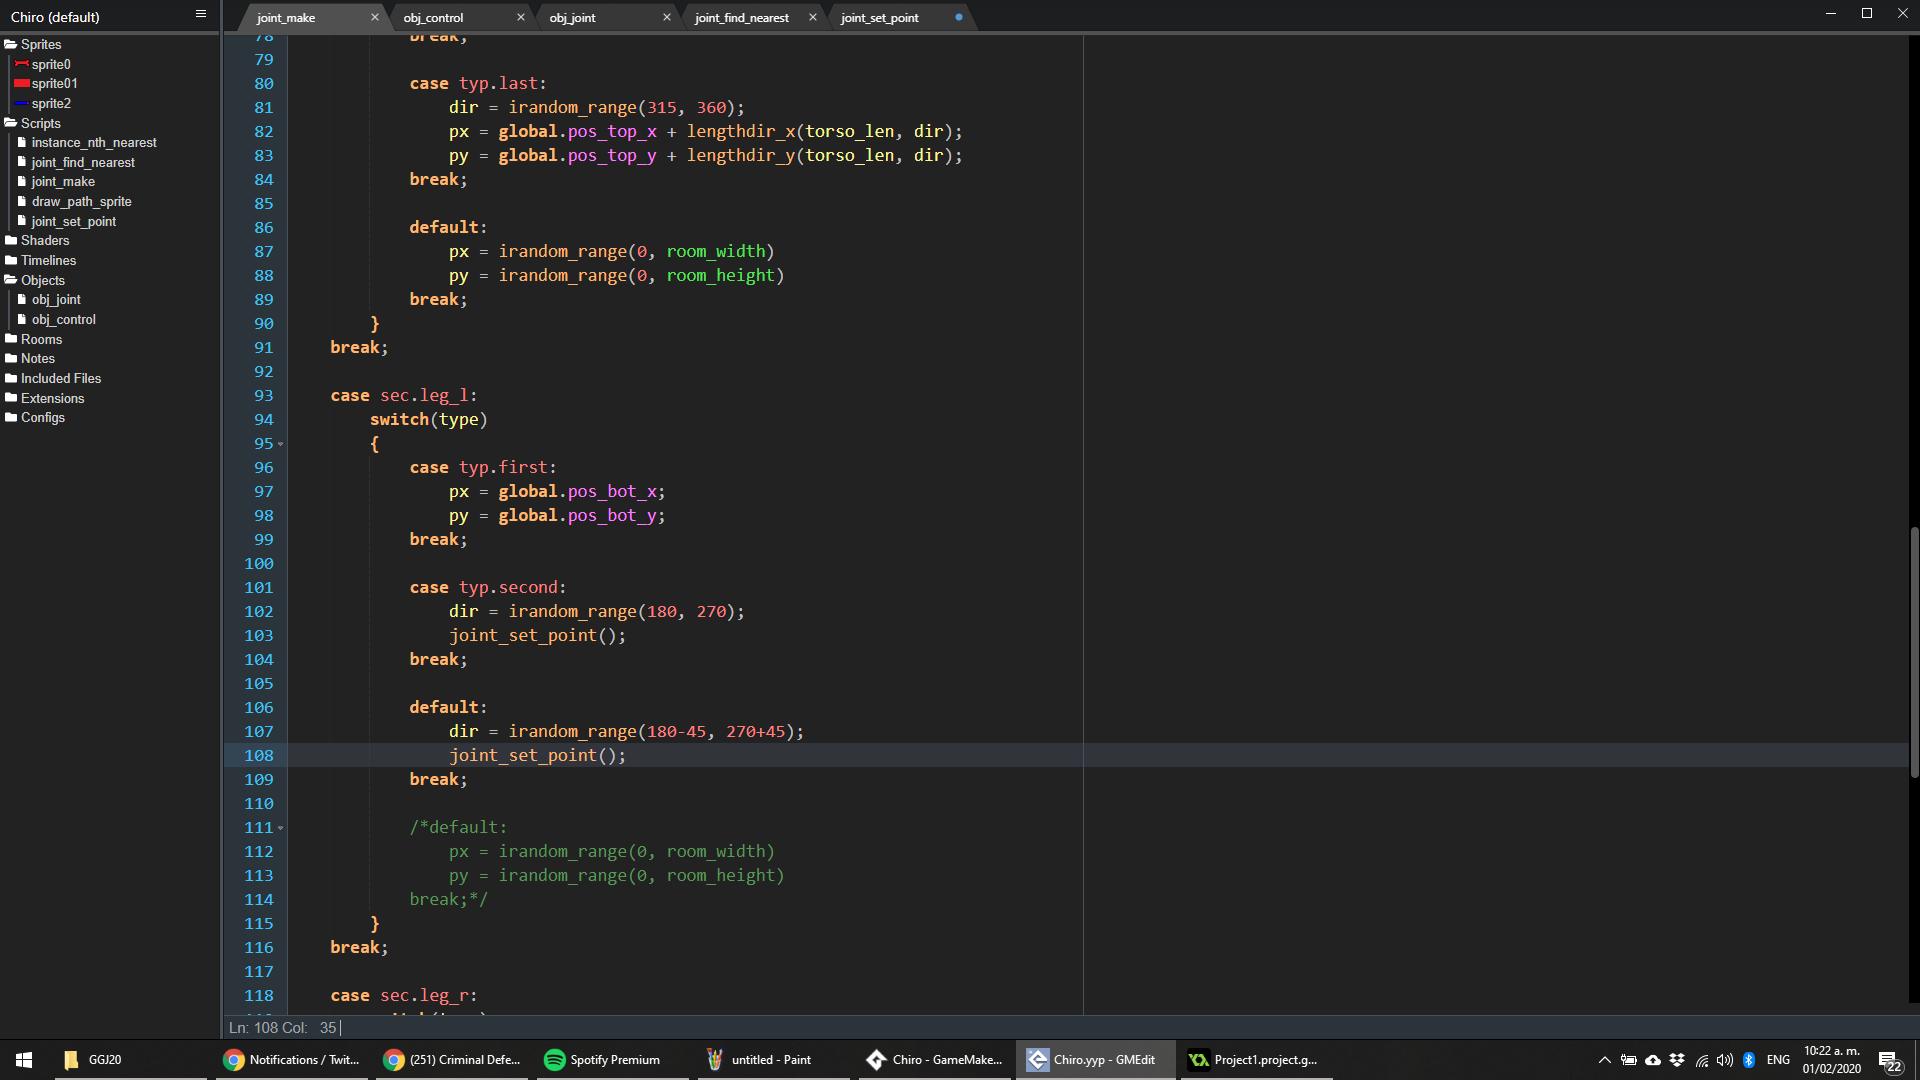 Chiro (default)
joint_make
obj_control
obj_joint
joint_find_nearest
joint_set_point
Sprites
sprite0
sprite01
sprite2
Scripts
instance_nth_nearest
joint_find_nearest
joint_make
draw_path_sprite
joint_set_point
Shaders
Timelines
Objects
obj_joint
obj_control
Rooms
Notes
Included Files
Extensions
Configs
78 break;
79
80 case typ.last:
81 dir = irandom_range(315, 360);
82 px = global.pos_top_x + lengthdir_x(torso_len, dir);
83 py = global.pos_top_y + lengthdir_y(torso_len, dir);
84 break;
85
86 default:
87 px = irandom_range(0, room_width)
88 py = irandom_range(0, room_height)
89 break;
90 }
91 break;
92
93 case sec.leg_l:
94 switch(type)
95 {
96 case typ.first:
97 px = global.pos_bot_x;
98 py = global.pos_bot_y;
99 break;
100
101 case typ.second:
102 dir = irandom_range(180, 270);
103 joint_set_point();
104 break;
105
106 default:
107 dir = irandom_range(180-45, 270+45);
108 joint_set_point();
109 break;
110
111 /*default:
112 px = irandom_range(0, room_width)
113 py = irandom_range(0, room_height)
114 break;*/
115 }
116 break;
117
118 case sec.leg_r:
Ln: 108 Col: 35
GGJ20
Notifications / Twit...
(251) Criminal Defe...
Spotify Premium
untitled - Paint
Chiro - GameMake...
Chiro.yyp - GMEdit
Project1.project.g...
ENG
10:22 a. m.
01/02/2020
22